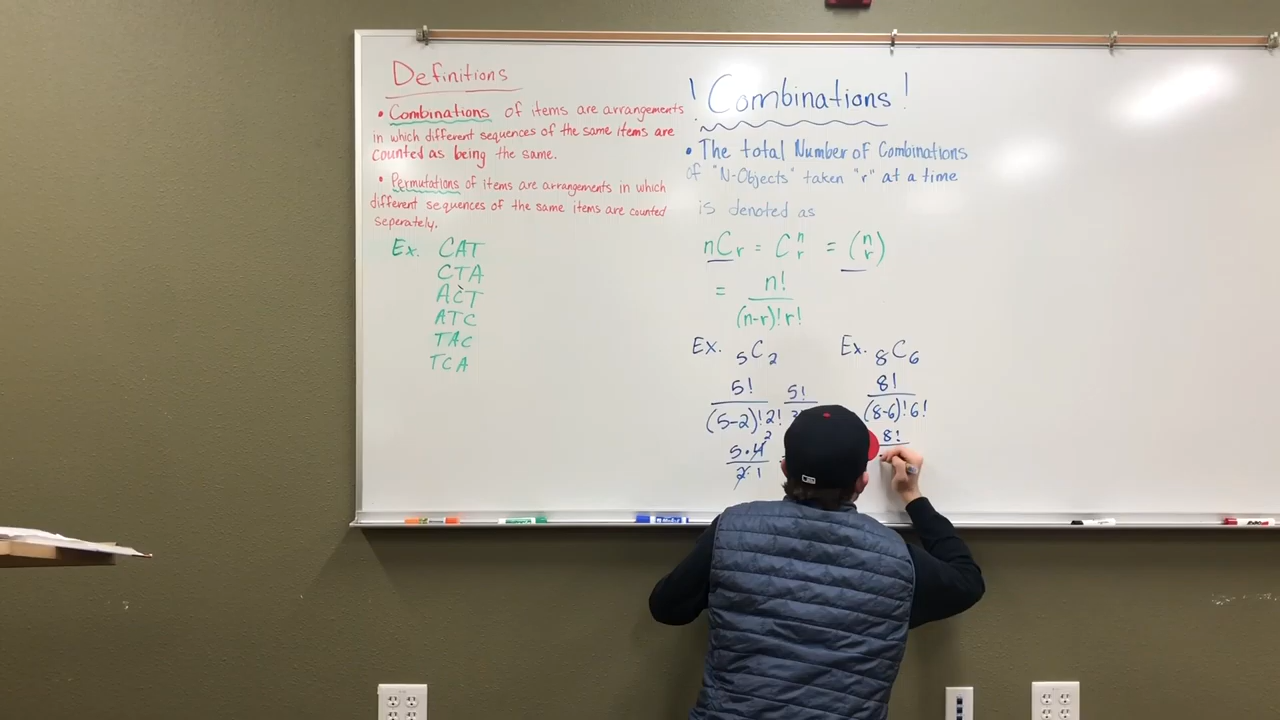 Definitions
• Combinations of items are arrangements
in which different sequences of the same items are
counted as being the same.
• Permutations of items are arrangements in which
different sequences of the same items are counted
seperately.
Ex. CAT
CTA
ACT
ATC
TAC
TCA
! Combinations !
• The total Number of Combinations
of "N-Objects" taken "r" at a time
is denoted as
nCr = C^n_r = (n r)
= n! / (n-r)! r!
Ex. 5C2
5! / (5-2)! 2!
5!
5·4 2 / 2·1
Ex. 8C6
8! / (8-6)! 6!
8!